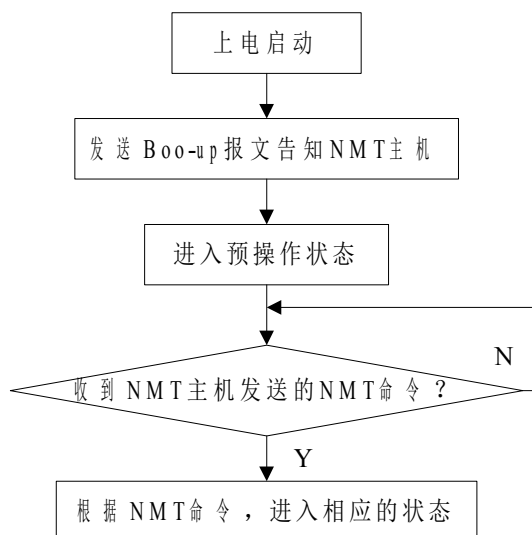 上电启动
发送Boo-up报文告知NMT主机
进入预操作状态
N
收到NMT主机发送的NMT命令？
Y
根据NMT命令，进入相应的状态